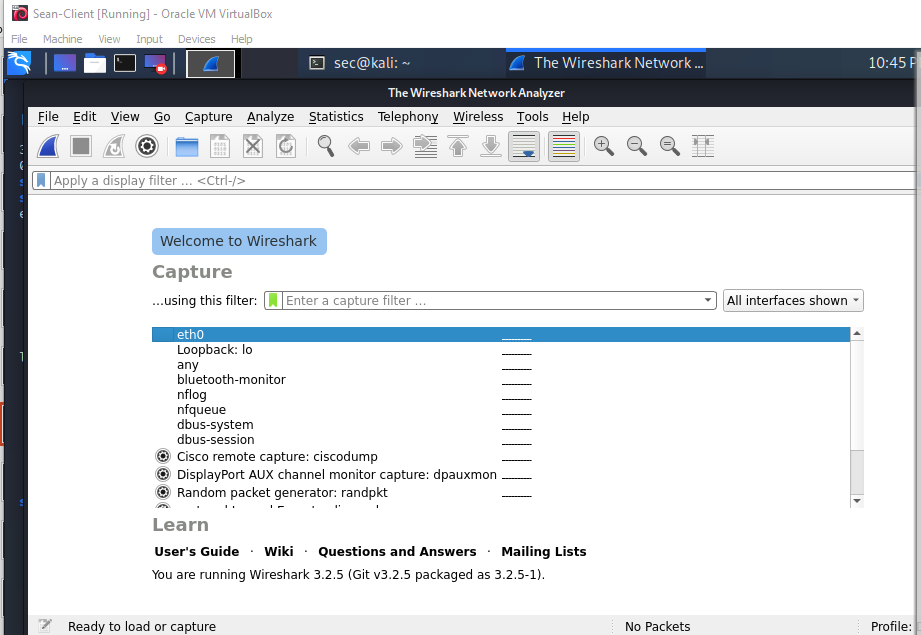 Sean-Client [Running] - Oracle VM VirtualBox
File Machine View Input Devices Help
sec@kali: ~ The Wireshark Network ... 10:45 P
The Wireshark Network Analyzer
File Edit View Go Capture Analyze Statistics Telephony Wireless Tools Help
Apply a display filter ... <Ctrl-/>
Welcome to Wireshark
Capture
...using this filter: Enter a capture filter ... All interfaces shown
eth0
Loopback: lo
any
bluetooth-monitor
nflog
nfqueue
dbus-system
dbus-session
Cisco remote capture: ciscodump
DisplayPort AUX channel monitor capture: dpauxmon
Random packet generator: randpkt
Learn
User's Guide · Wiki · Questions and Answers · Mailing Lists
You are running Wireshark 3.2.5 (Git v3.2.5 packaged as 3.2.5-1).
Ready to load or capture No Packets Profile: